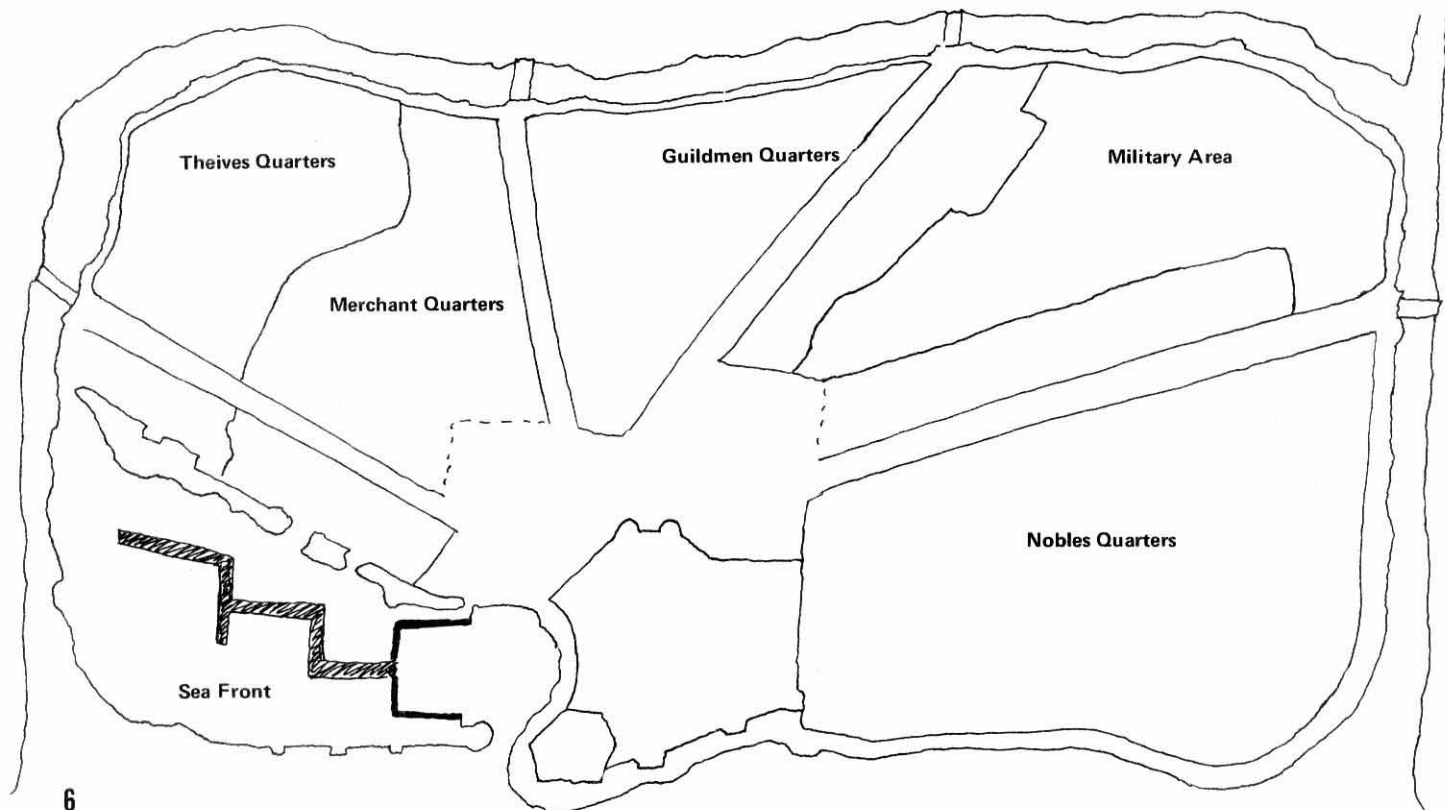 Theives Quarters
Guildmen Quarters
Military Area
Merchant Quarters
Nobles Quarters
Sea Front
6